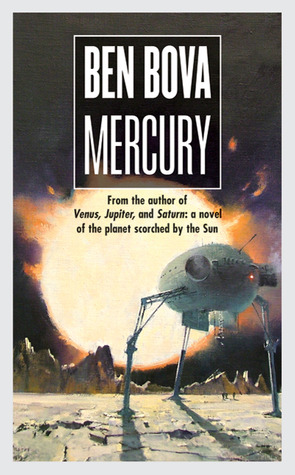 BEN BOVA
MERCURY
From the author of
Venus, Jupiter, and Saturn: a novel
of the planet scorched by the Sun